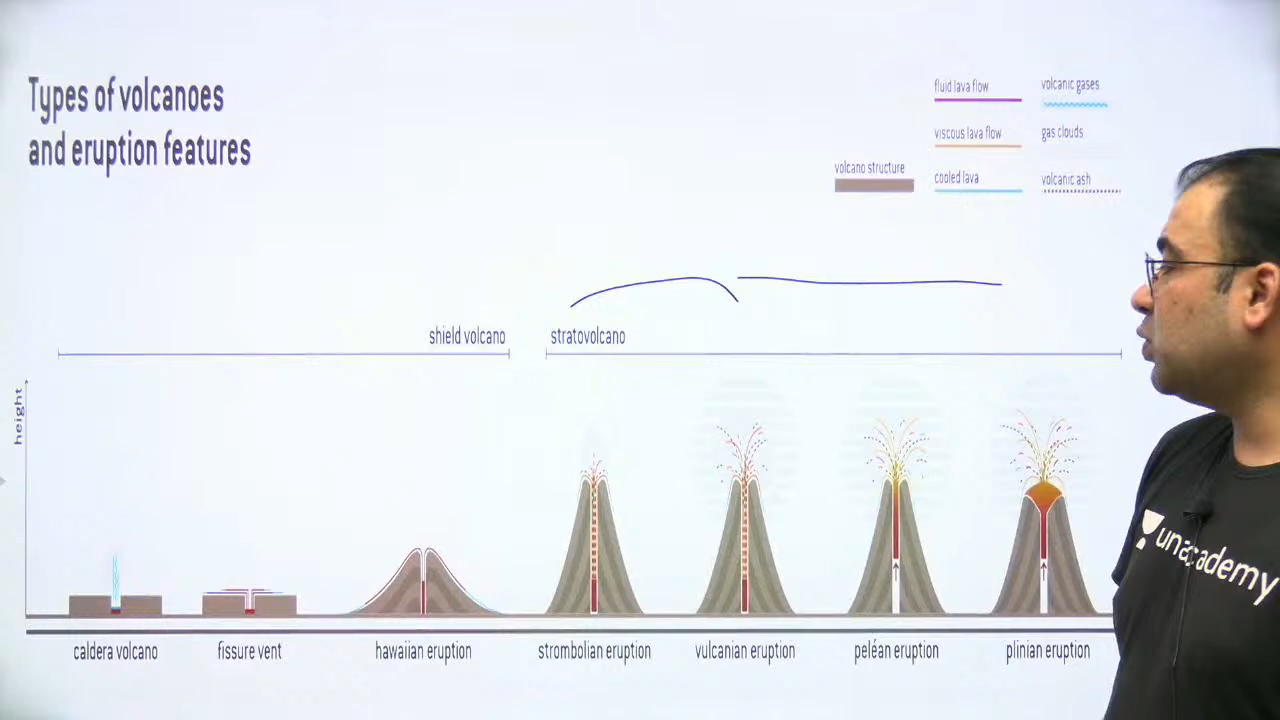 Types of volcanoes
and eruption features
fluid lava flow
volcanic gases
viscous lava flow
gas clouds
volcano structure
cooled lava
volcanic ash
shield volcano
stratovolcano
height
caldera volcano
fissure vent
hawaiian eruption
strombolian eruption
vulcanian eruption
peléan eruption
plinian eruption
unacademy